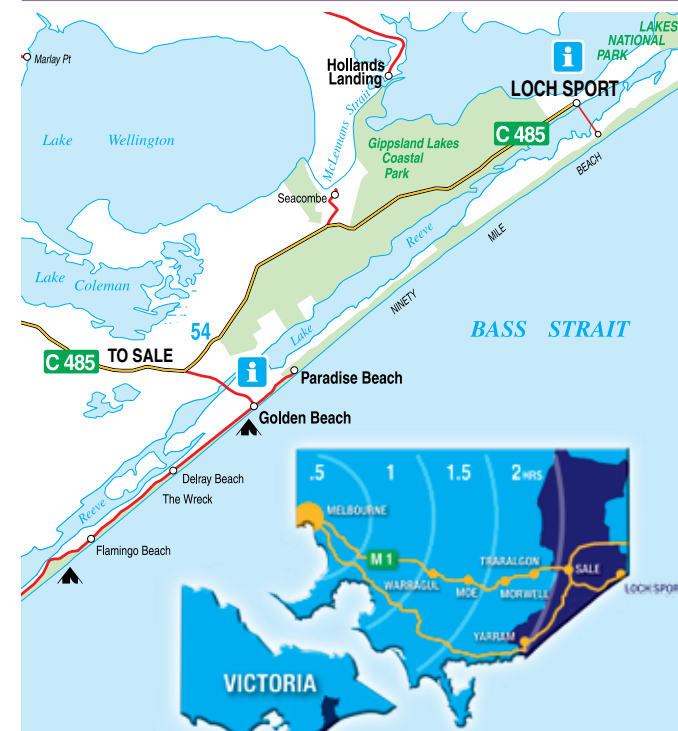 LAKES
NATIONAL
PARK
Marlay Pt
Hollands
Landing
i
LOCH SPORT
McLennans Strait
Lake Wellington
C 485
Gippsland Lakes
Coastal
Park
BEACH
Seacombe
Reeve
MILE
Lake Coleman
NINETY
54
Lake
BASS STRAIT
C 485
TO SALE
i
Paradise Beach
Golden Beach
Delray Beach
The Wreck
Reeve
Flamingo Beach
.5 1 1.5 2 HRS
MELBOURNE
M 1
TRARALGON
SALE
WARRAGUL
MOE
MORWELL
LOCH SPOR
YARRAM
VICTORIA